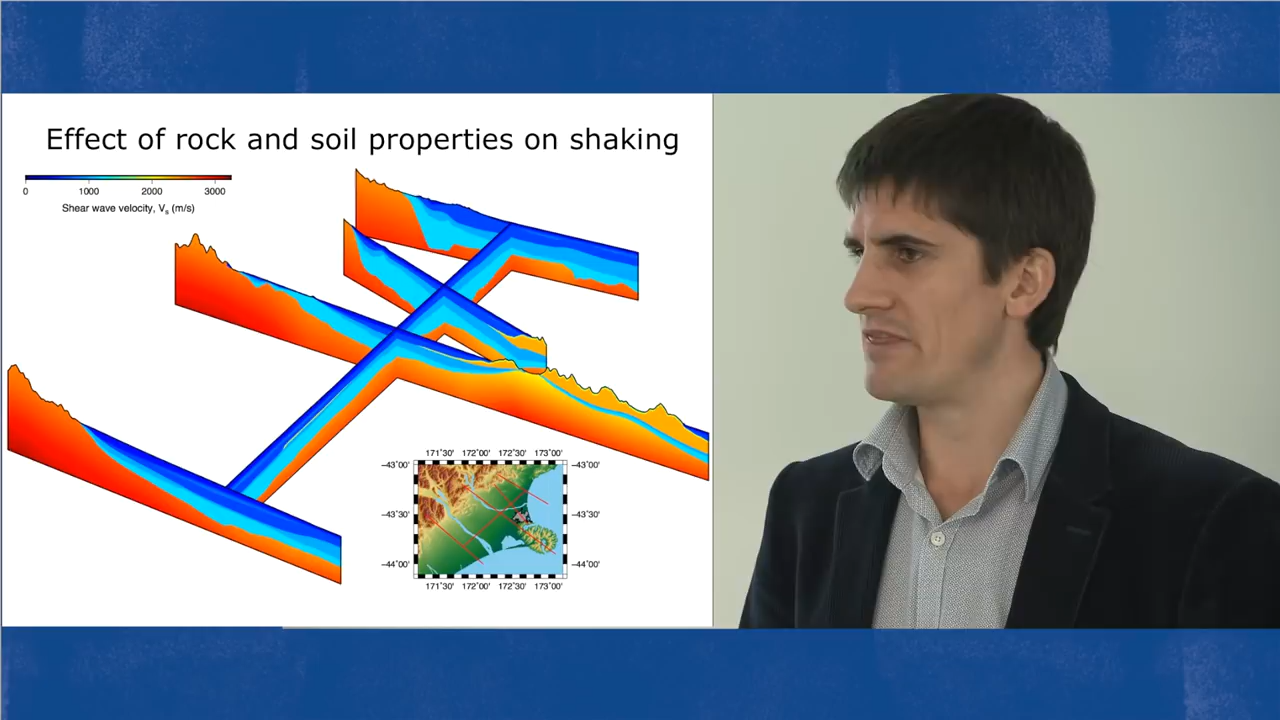 Effect of rock and soil properties on shaking
0 1000 2000 3000
Shear wave velocity, Vs (m/s)
171˚30' 172˚00' 172˚30' 173˚00'
−43˚00' −43˚00'
−43˚30' −43˚30'
−44˚00' −44˚00'
171˚30' 172˚00' 172˚30' 173˚00'